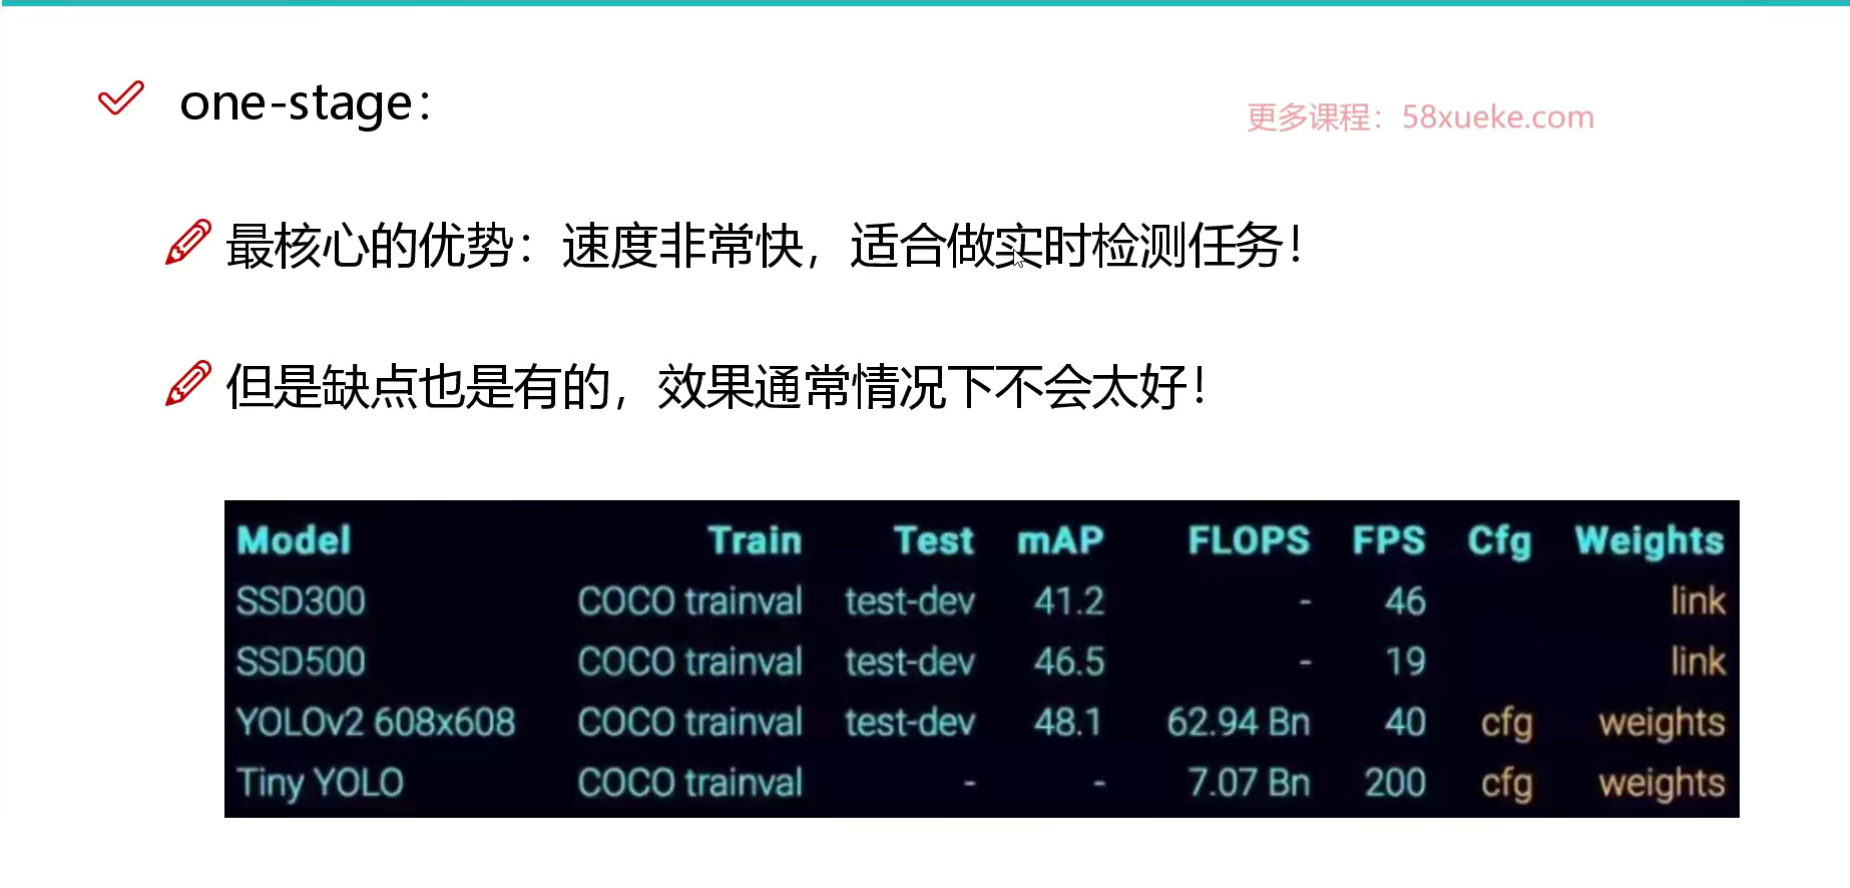 one-stage：
更多课程：58xueke.com
最核心的优势：速度非常快，适合做实时检测任务！
但是缺点也是有的，效果通常情况下不会太好！
Model Train Test mAP FLOPS FPS Cfg Weights
SSD300 COCO trainval test-dev 41.2 - 46 link
SSD500 COCO trainval test-dev 46.5 - 19 link
YOLOv2 608x608 COCO trainval test-dev 48.1 62.94 Bn 40 cfg weights
Tiny YOLO COCO trainval - - 7.07 Bn 200 cfg weights